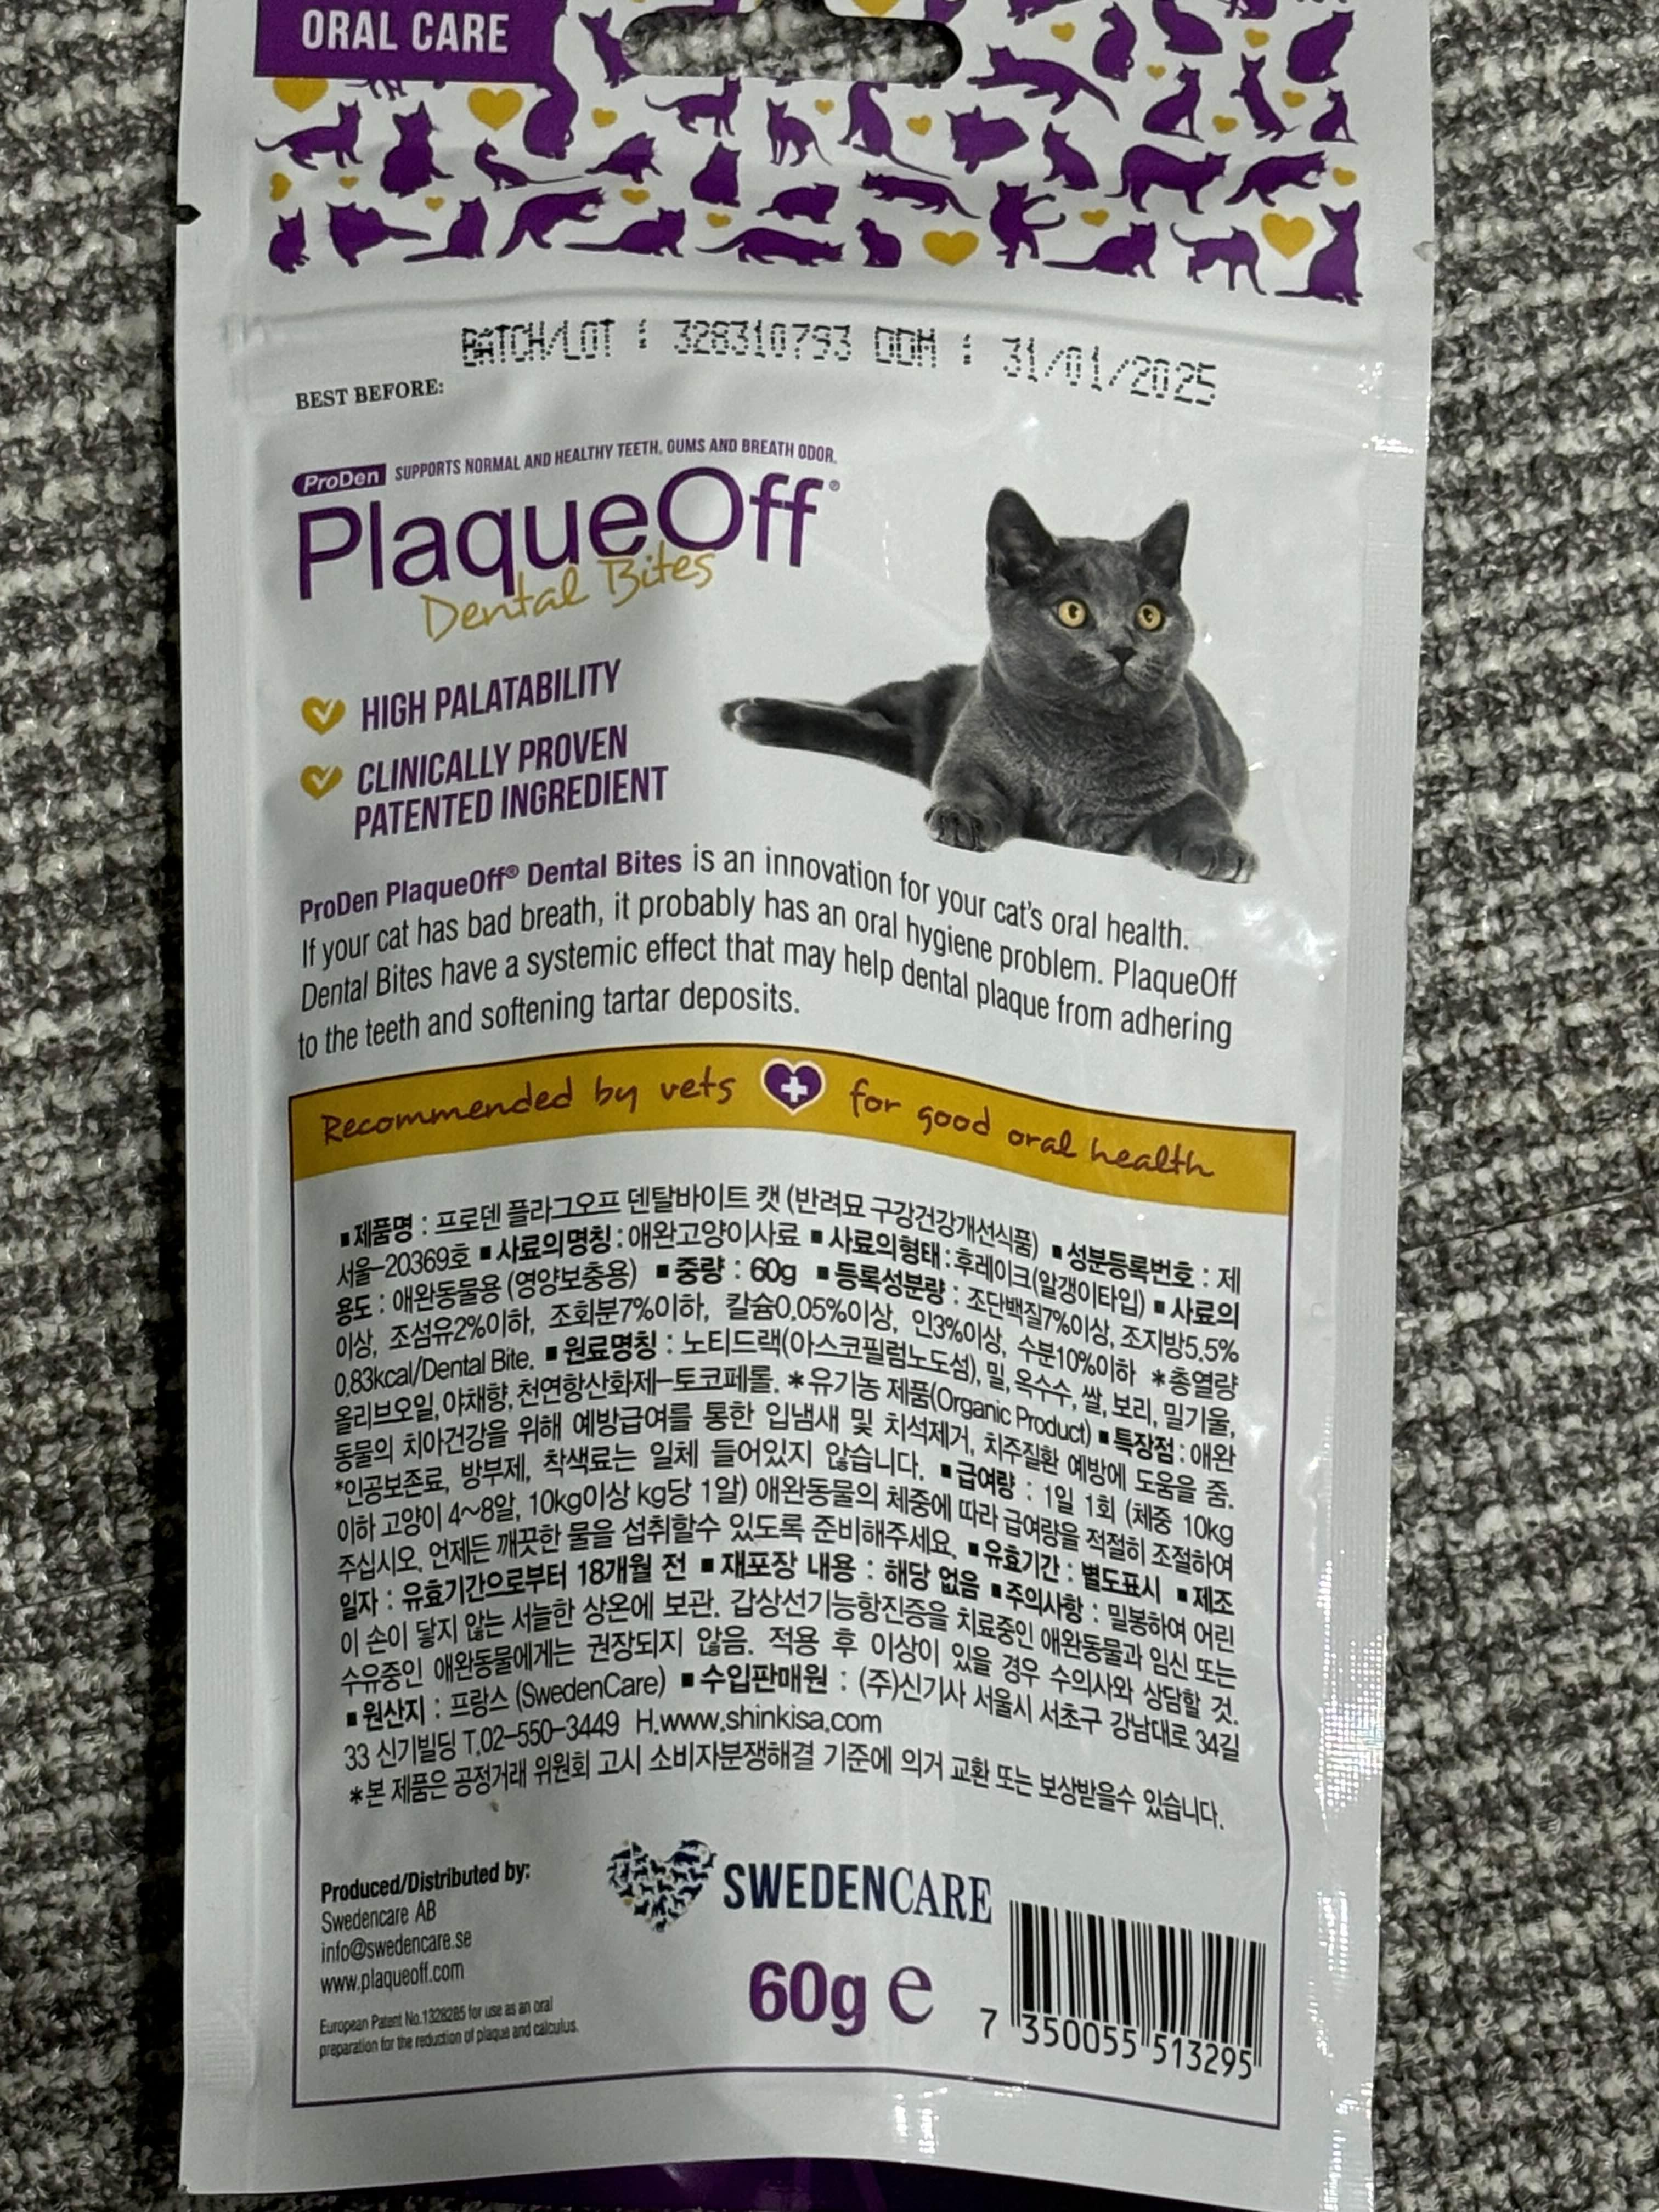 ORAL CARE
BATCH/LOT : 328310793 DDM : 31/01/2025
BEST BEFORE:
ProDen SUPPORTS NORMAL AND HEALTHY TEETH, GUMS AND BREATH ODOR.
PlaqueOff®
Dental Bites
HIGH PALATABILITY
CLINICALLY PROVEN
PATENTED INGREDIENT
ProDen PlaqueOff® Dental Bites is an innovation for your cat's oral health.
If your cat has bad breath, it probably has an oral hygiene problem. PlaqueOff
Dental Bites have a systemic effect that may help dental plaque from adhering
to the teeth and softening tartar deposits.
Recommended by vets for good oral health
■ 제품명 : 프로덴 플라그오프 덴탈바이트 캣 (반려묘 구강건강개선식품) ■ 성분등록번호 : 제
서울-20369호 ■ 사료의명칭 : 애완고양이사료 ■ 사료의형태 : 후레이크(알갱이타입) ■ 사료의
용도 : 애완동물용 (영양보충용) ■ 중량 : 60g ■ 등록성분량 : 조단백질7%이상, 조지방5.5%
이상, 조섬유2%이하, 조회분7%이하, 칼슘0.05%이상, 인3%이상, 수분10%이하 *총열량
0.83kcal/Dental Bite. ■ 원료명칭 : 노티드랙(아스코필럼노도섬), 밀, 옥수수, 쌀, 보리, 밀기울,
올리브오일, 야채향, 천연항산화제-토코페롤. *유기농 제품(Organic Product) ■ 특장점 : 애완
동물의 치아건강을 위해 예방급여를 통한 입냄새 및 치석제거, 치주질환 예방에 도움을 줌.
*인공보존료, 방부제, 착색료는 일체 들어있지 않습니다. ■ 급여량 : 1일 1회 (체중 10kg
이하 고양이 4~8알, 10kg이상 kg당 1알) 애완동물의 체중에 따라 급여량을 적절히 조절하여
주십시오. 언제든 깨끗한 물을 섭취할수 있도록 준비해주세요. ■ 유효기간 : 별도표시 ■ 제조
일자 : 유효기간으로부터 18개월 전 ■ 재포장 내용 : 해당 없음 ■ 주의사항 : 밀봉하여 어린
이 손이 닿지 않는 서늘한 상온에 보관. 갑상선기능항진증을 치료중인 애완동물과 임신 또는
수유중인 애완동물에게는 권장되지 않음. 적용 후 이상이 있을 경우 수의사와 상담할 것.
■ 원산지 : 프랑스 (SwedenCare) ■ 수입판매원 : (주)신기사 서울시 서초구 강남대로 34길
33 신기빌딩 T.02-550-3449 H.www.shinkisa.com
*본 제품은 공정거래 위원회 고시 소비자분쟁해결 기준에 의거 교환 또는 보상받을수 있습니다.
Produced/Distributed by:
Swedencare AB
info@swedencare.se
www.plaqueoff.com
European Patent No.1328285 for use as an oral
preparation for the reduction of plaque and calculus.
SWEDENCARE
60g e
7 350055 513295